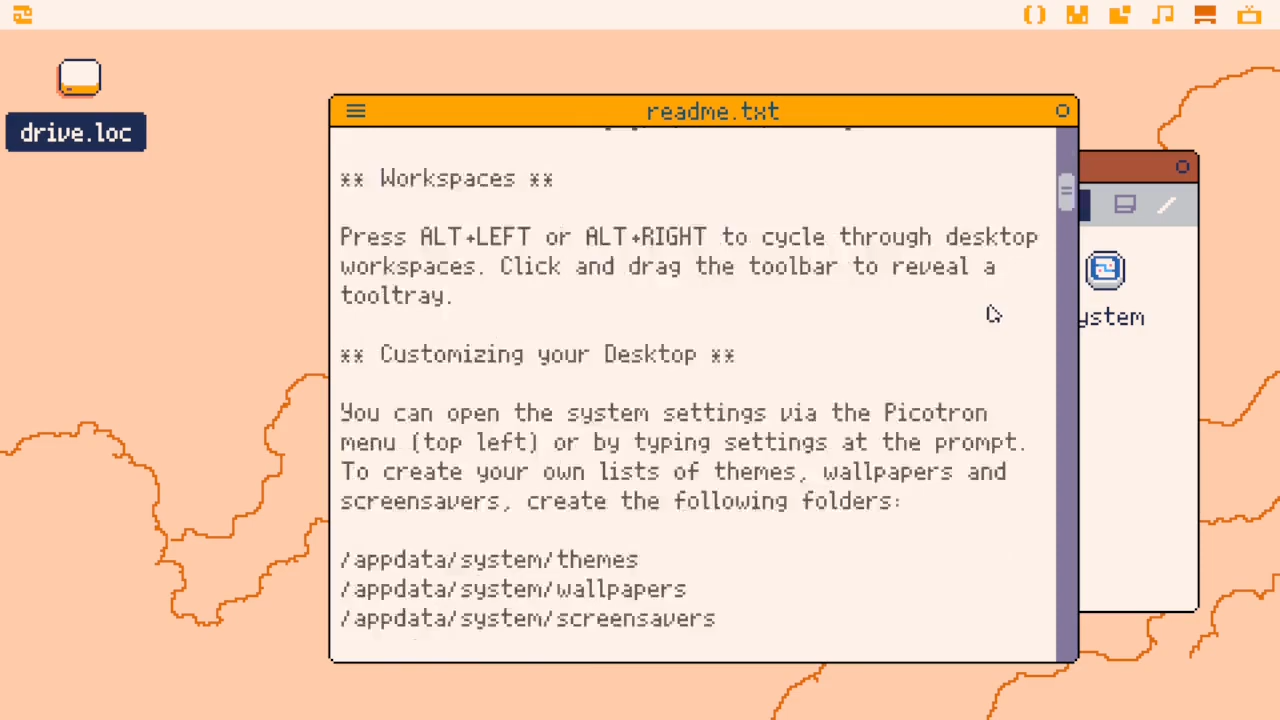 drive.loc
readme.txt
** Workspaces **
Press ALT+LEFT or ALT+RIGHT to cycle through desktop
workspaces. Click and drag the toolbar to reveal a
tooltray.
** Customizing your Desktop **
You can open the system settings via the Picotron
menu (top left) or by typing settings at the prompt.
To create your own lists of themes, wallpapers and
screensavers, create the following folders:
/appdata/system/themes
/appdata/system/wallpapers
/appdata/system/screensavers
ystem